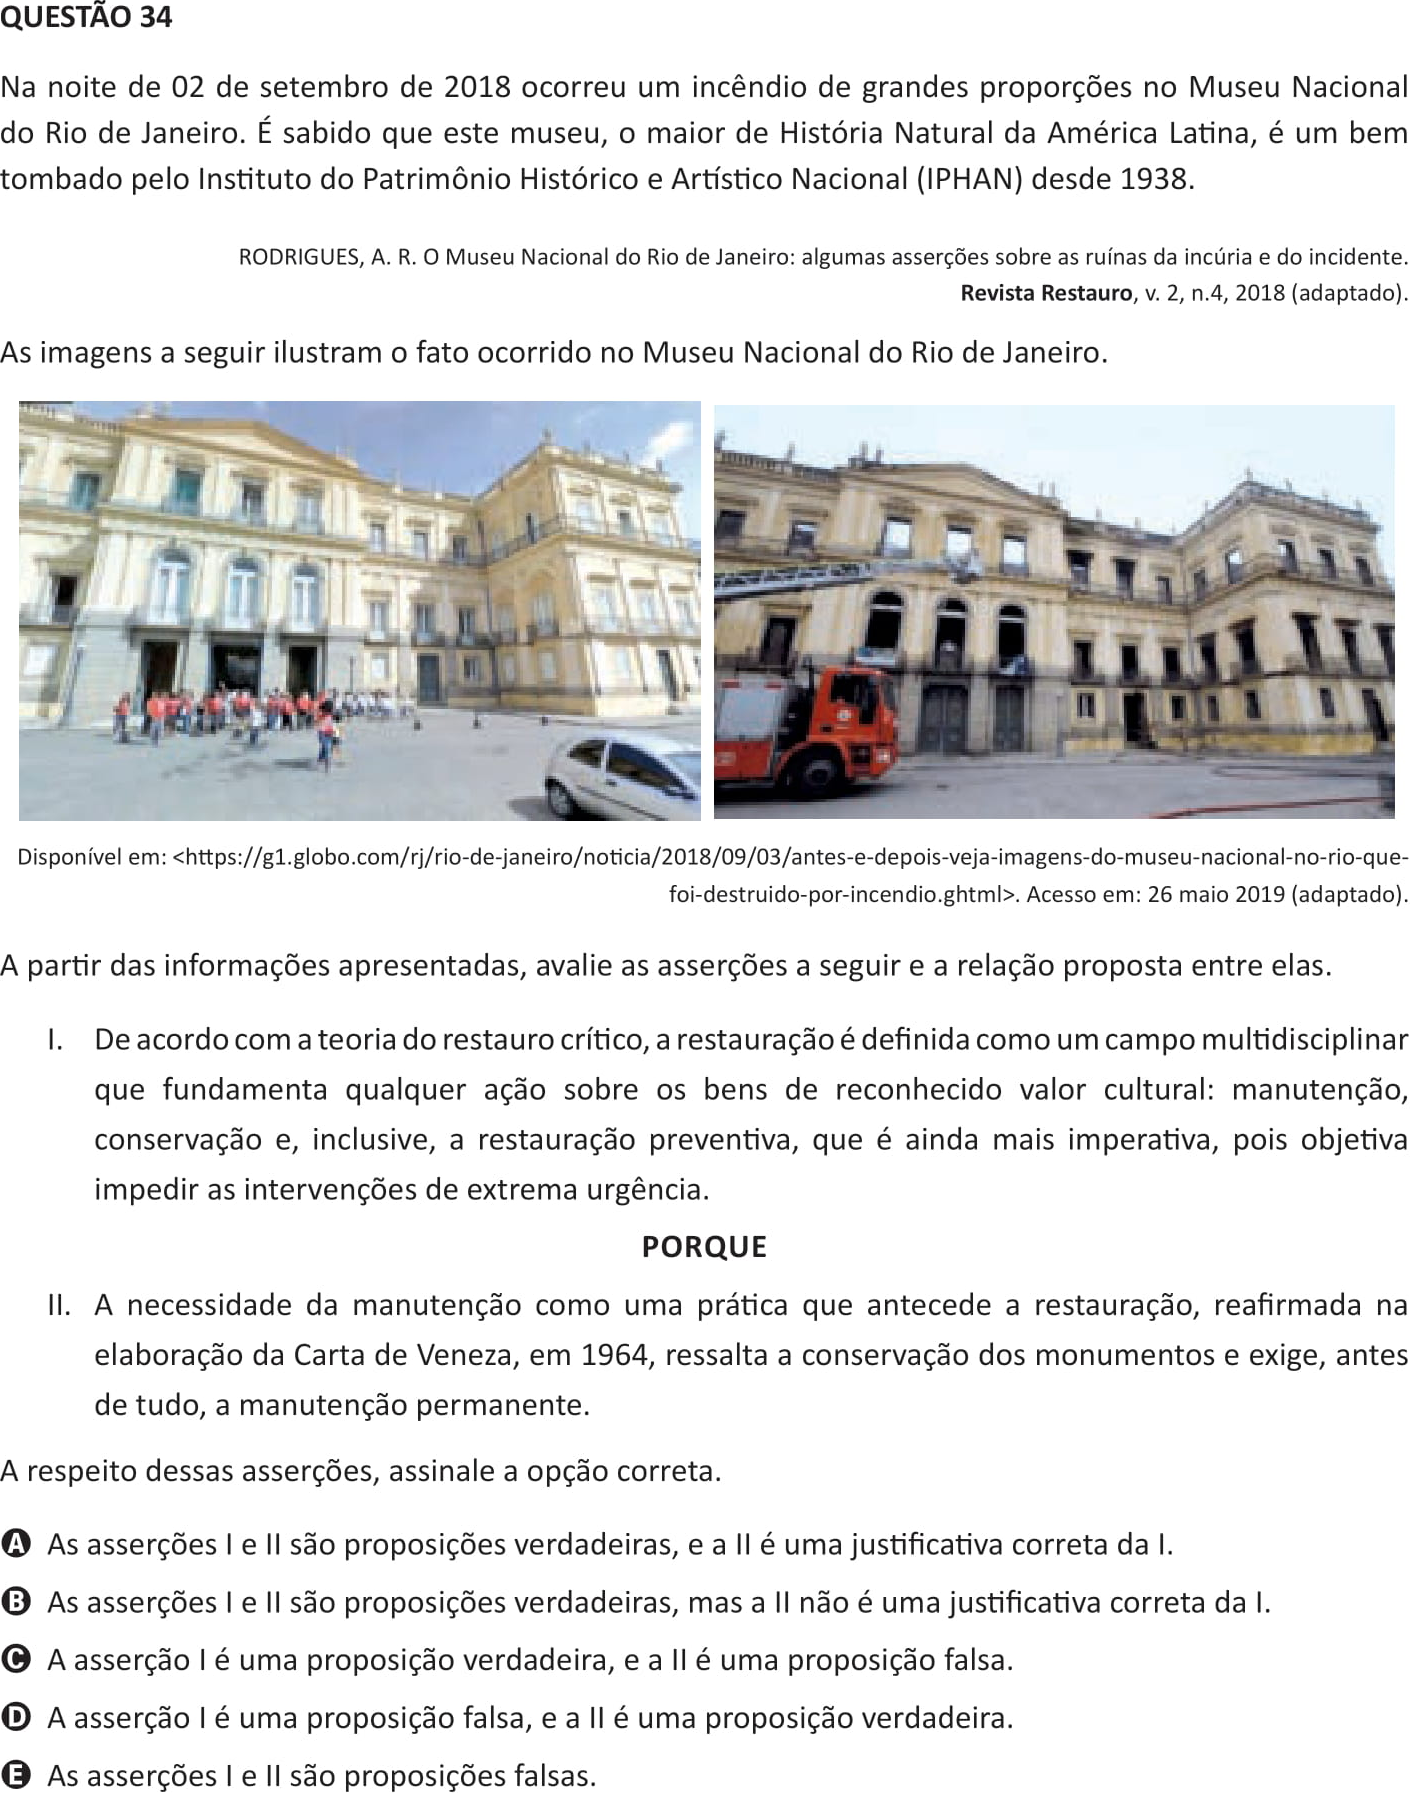 QUESTÃO 34
Na noite de 02 de setembro de 2018 ocorreu um incêndio de grandes proporções no Museu Nacional
do Rio de Janeiro. É sabido que este museu, o maior de História Natural da América Latina, é um bem
tombado pelo Instituto do Patrimônio Histórico e Artístico Nacional (IPHAN) desde 1938.
RODRIGUES, A. R. O Museu Nacional do Rio de Janeiro: algumas asserções sobre as ruínas da incúria e do incidente.
Revista Restauro, v. 2, n.4, 2018 (adaptado).
As imagens a seguir ilustram o fato ocorrido no Museu Nacional do Rio de Janeiro.
Disponível em: <https://g1.globo.com/rj/rio-de-janeiro/noticia/2018/09/03/antes-e-depois-veja-imagens-do-museu-nacional-no-rio-que-
foi-destruido-por-incendio.ghtml>. Acesso em: 26 maio 2019 (adaptado).
A partir das informações apresentadas, avalie as asserções a seguir e a relação proposta entre elas.
I. De acordo com a teoria do restauro crítico, a restauração é definida como um campo multidisciplinar
que fundamenta qualquer ação sobre os bens de reconhecido valor cultural: manutenção,
conservação e, inclusive, a restauração preventiva, que é ainda mais imperativa, pois objetiva
impedir as intervenções de extrema urgência.
PORQUE
II. A necessidade da manutenção como uma prática que antecede a restauração, reafirmada na
elaboração da Carta de Veneza, em 1964, ressalta a conservação dos monumentos e exige, antes
de tudo, a manutenção permanente.
A respeito dessas asserções, assinale a opção correta.
A As asserções I e II são proposições verdadeiras, e a II é uma justificativa correta da I.
B As asserções I e II são proposições verdadeiras, mas a II não é uma justificativa correta da I.
C A asserção I é uma proposição verdadeira, e a II é uma proposição falsa.
D A asserção I é uma proposição falsa, e a II é uma proposição verdadeira.
E As asserções I e II são proposições falsas.